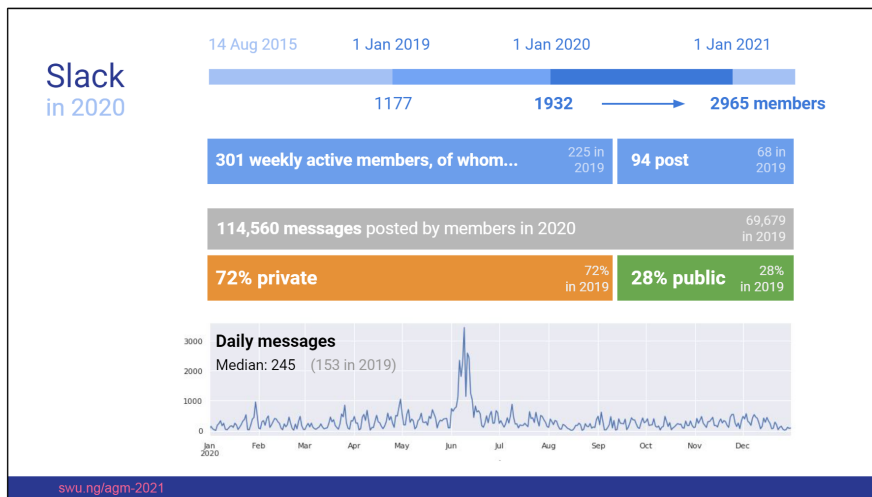 Slack
in 2020
14 Aug 2015 1 Jan 2019 1 Jan 2020 1 Jan 2021
1177 1932 2965 members
301 weekly active members, of whom... 225 in 2019
94 post 68 in 2019
114,560 messages posted by members in 2020 69,679 in 2019
72% private 72% in 2019
28% public 28% in 2019
Daily messages
Median: 245 (153 in 2019)
3000
2000
1000
0
Jan Feb Mar Apr May Jun Jul Aug Sep Oct Nov Dec
2020
swu.ng/agm-2021